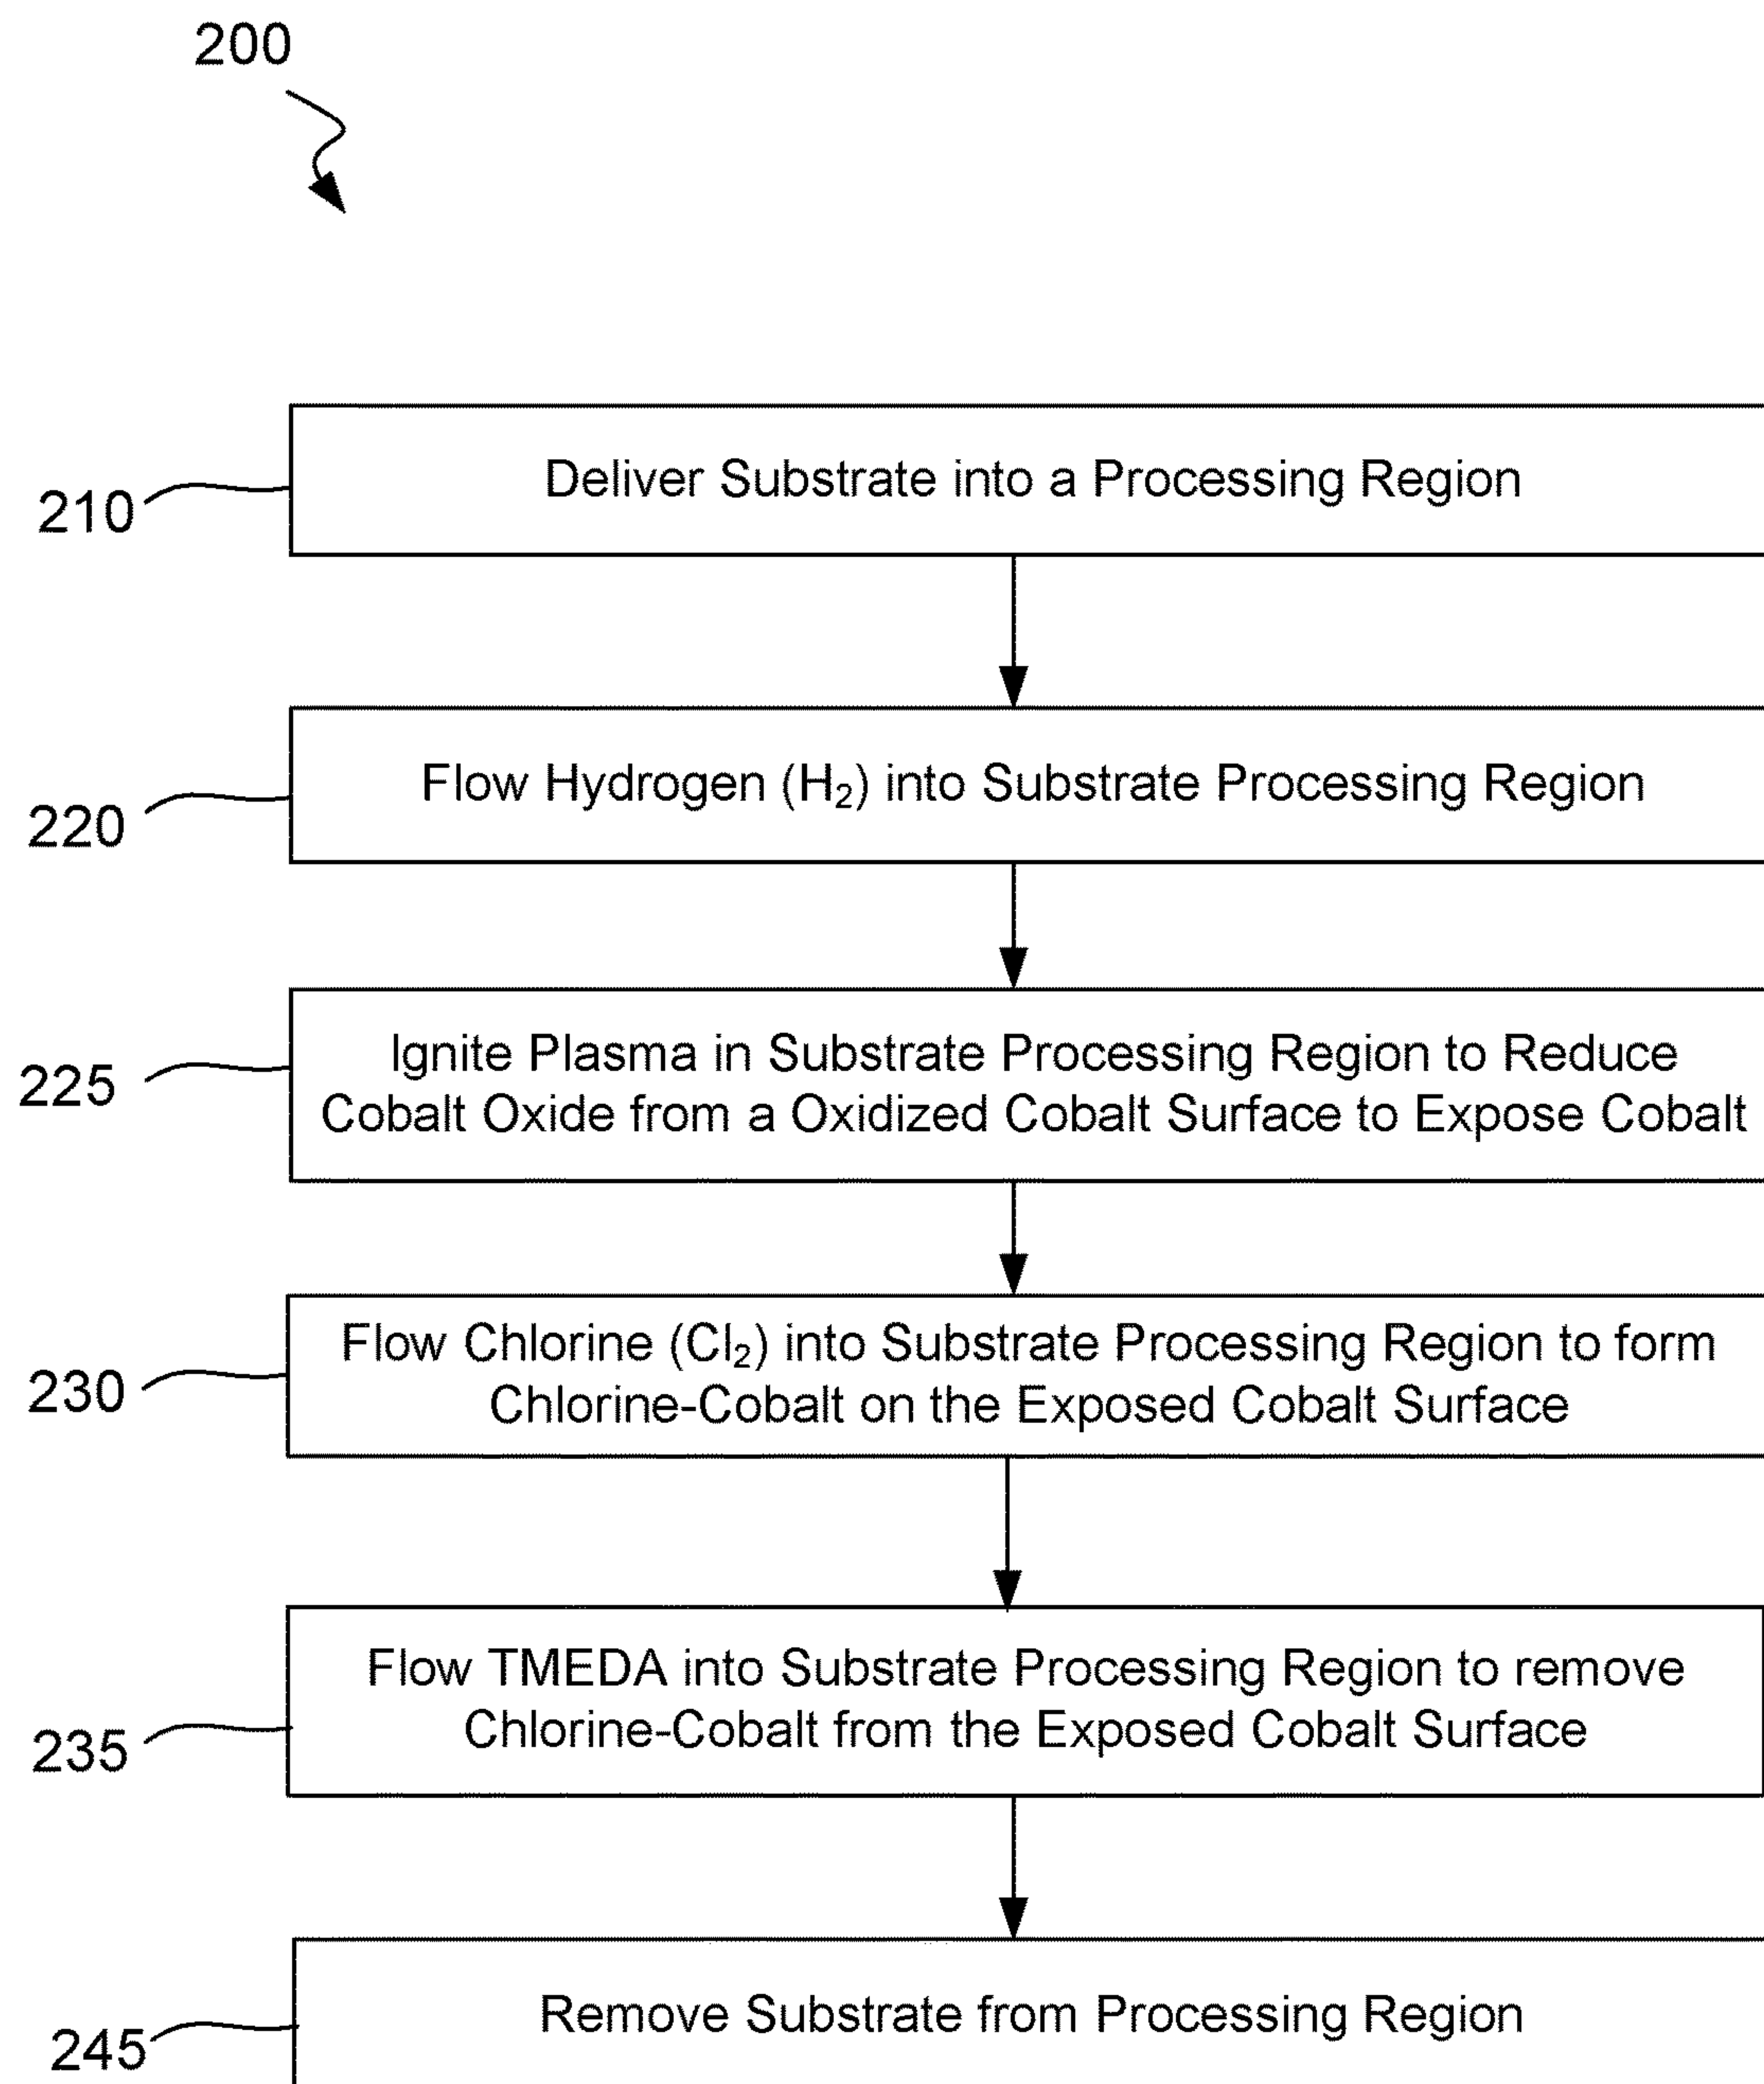 200
210
Deliver Substrate into a Processing Region
220
Flow Hydrogen (H₂) into Substrate Processing Region
225
Ignite Plasma in Substrate Processing Region to Reduce
Cobalt Oxide from a Oxidized Cobalt Surface to Expose Cobalt
230
Flow Chlorine (Cl₂) into Substrate Processing Region to form
Chlorine-Cobalt on the Exposed Cobalt Surface
235
Flow TMEDA into Substrate Processing Region to remove
Chlorine-Cobalt from the Exposed Cobalt Surface
245
Remove Substrate from Processing Region